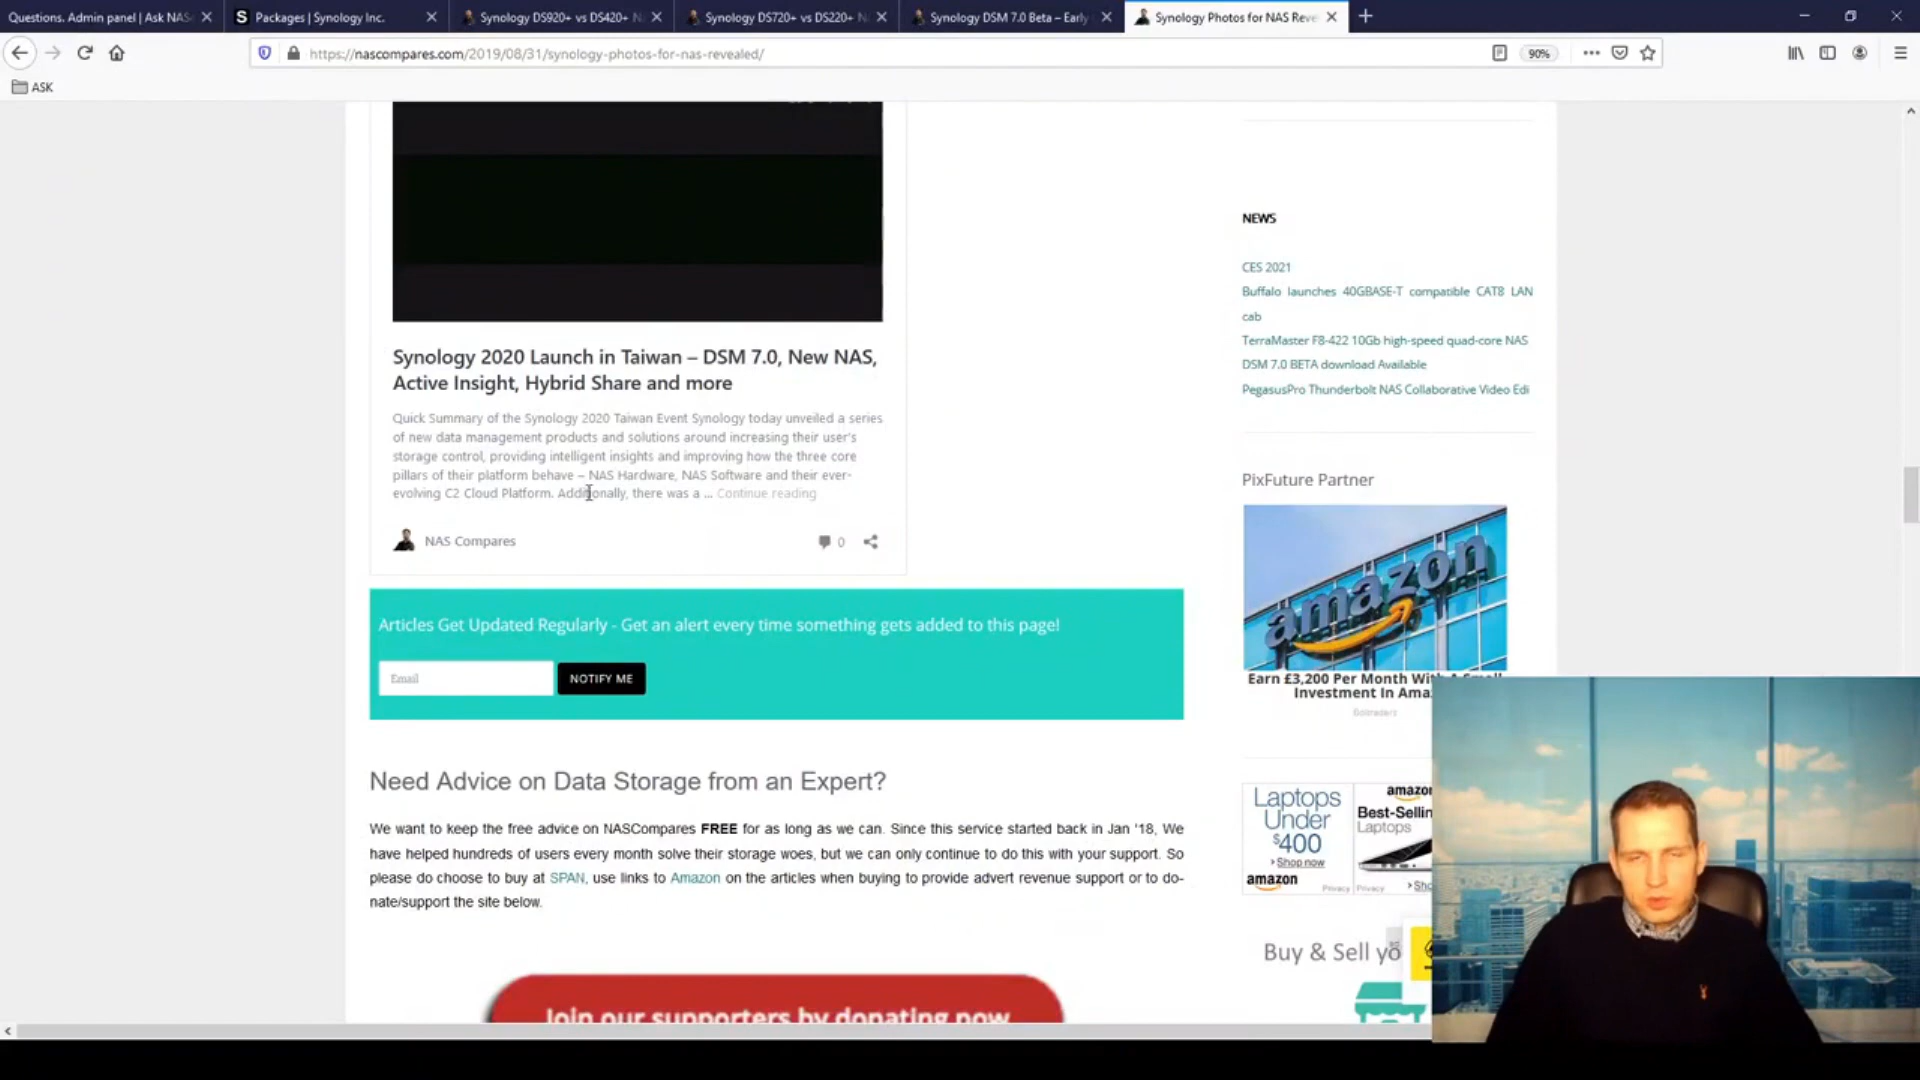 Questions. Admin panel | Ask NAS
Packages | Synology Inc.
Synology DS920+ vs DS420+ N
Synology DS720+ vs DS220+ N
Synology DSM 7.0 Beta – Early
Synology Photos for NAS Reve
https://nascompares.com/2019/08/31/synology-photos-for-nas-revealed/
90%
ASK
Synology 2020 Launch in Taiwan – DSM 7.0, New NAS,
Active Insight, Hybrid Share and more
Quick Summary of the Synology 2020 Taiwan Event Synology today unveiled a series
of new data management products and solutions around increasing their user's
storage control, providing intelligent insights and improving how the three core
pillars of their platform behave – NAS Hardware, NAS Software and their ever-
evolving C2 Cloud Platform. Additionally, there was a ... Continue reading
NAS Compares
0
Articles Get Updated Regularly - Get an alert every time something gets added to this page!
Email
NOTIFY ME
Need Advice on Data Storage from an Expert?
We want to keep the free advice on NASCompares FREE for as long as we can. Since this service started back in Jan '18, We
have helped hundreds of users every month solve their storage woes, but we can only continue to do this with your support. So
please do choose to buy at SPAN, use links to Amazon on the articles when buying to provide advert revenue support or to do-
nate/support the site below.
Join our supporters by donating now
NEWS
CES 2021
Buffalo launches 40GBASE-T compatible CAT8 LAN
cab
TerraMaster F8-422 10Gb high-speed quad-core NAS
DSM 7.0 BETA download Available
PegasusPro Thunderbolt NAS Collaborative Video Edi
PixFuture Partner
amazon
Earn £3,200 Per Month With A Small
Investment In Ama
Laptops
Under
$400
Shop now
amazon
Privacy
amazon
Best-Sellin
Laptops
Privacy
Sho
Buy & Sell yo